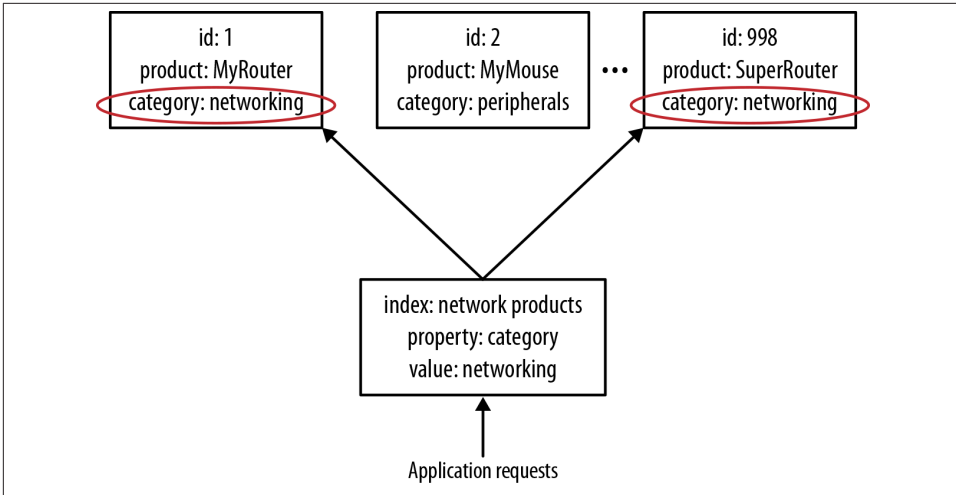 id: 1
product: MyRouter
category: networking
id: 2
product: MyMouse
category: peripherals
...
id: 998
product: SuperRouter
category: networking
index: network products
property: category
value: networking
Application requests